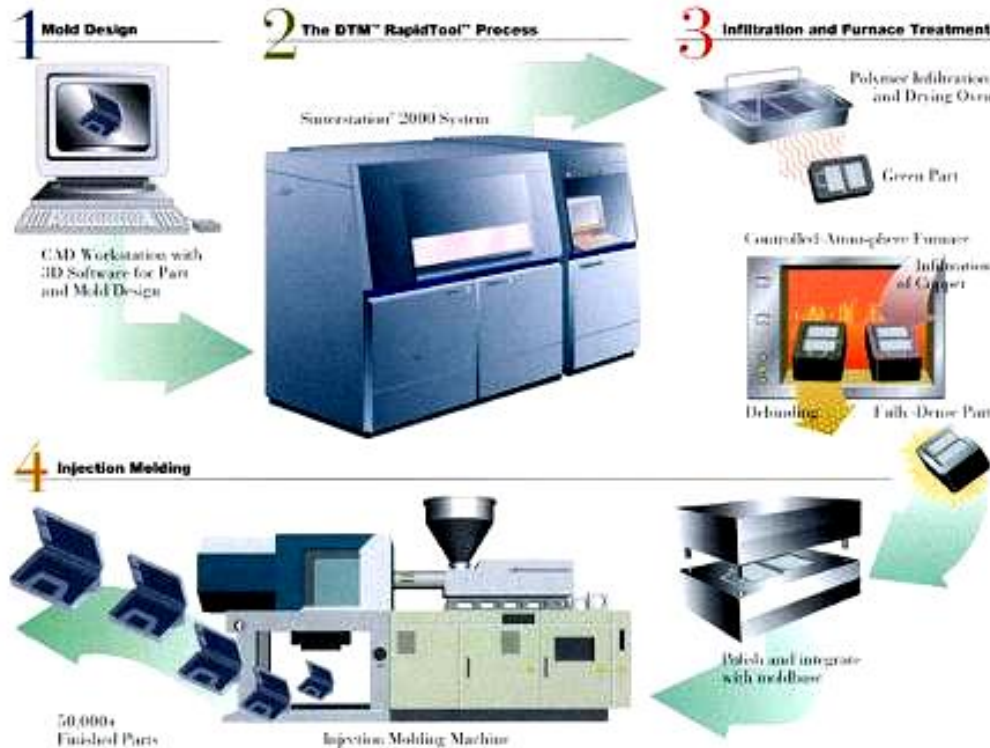 1 Mold Design
CAD Workstation with
3D Software for Part
and Mold Design
2 The DTM™ RapidTool™ Process
Sinterstation® 2000 System
3 Infiltration and Furnace Treatment
Polymer Infiltration
and Drying Oven
Green Part
Controlled-Atmosphere Furnace
Infiltration
of Copper
Debinding
Fully-Dense Part
4 Injection Molding
Polish and integrate
with moldbase
Injection Molding Machine
50,000+
Finished Parts